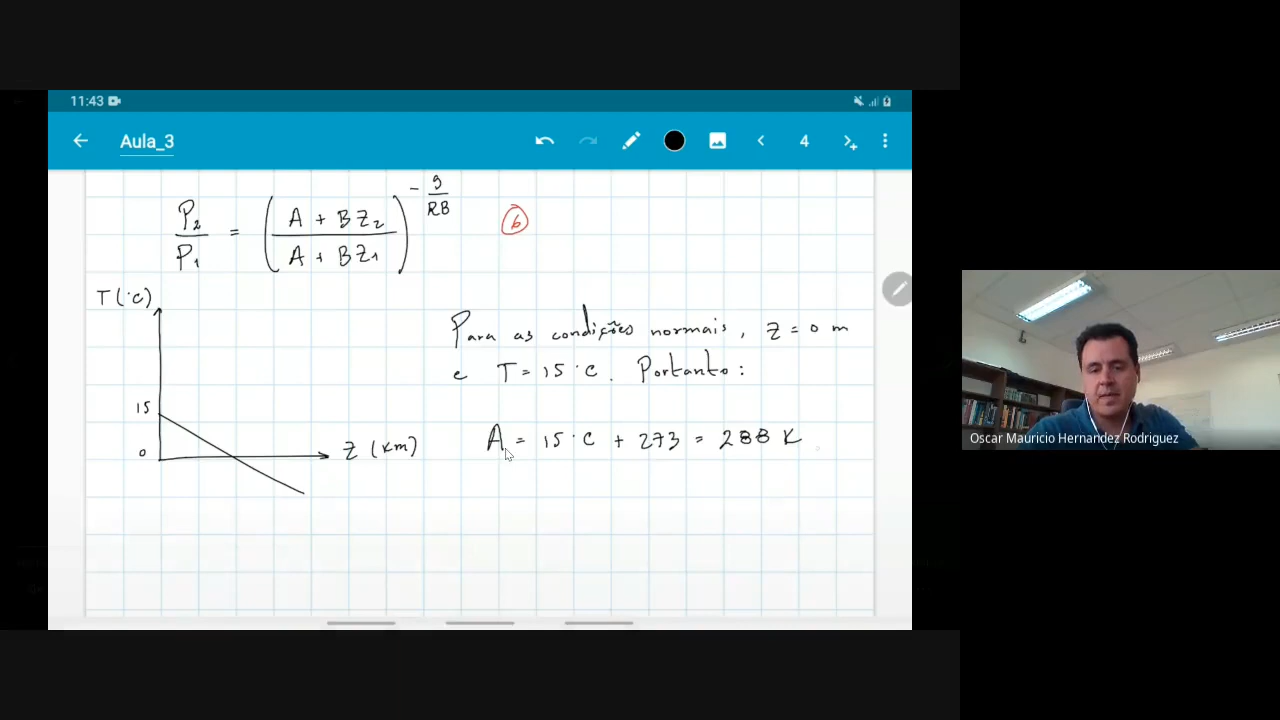 11:43
Aula_3
4
P₂/P₁ = ((A + BZ₂)/(A + BZ₁))^(-g/RB) (b)
T(°C)
Para as condições normais, Z = 0 m
e T = 15°C. Portanto:
15
0
Z (km)
A = 15°C + 273 = 288 K
Oscar Mauricio Hernandez Rodriguez